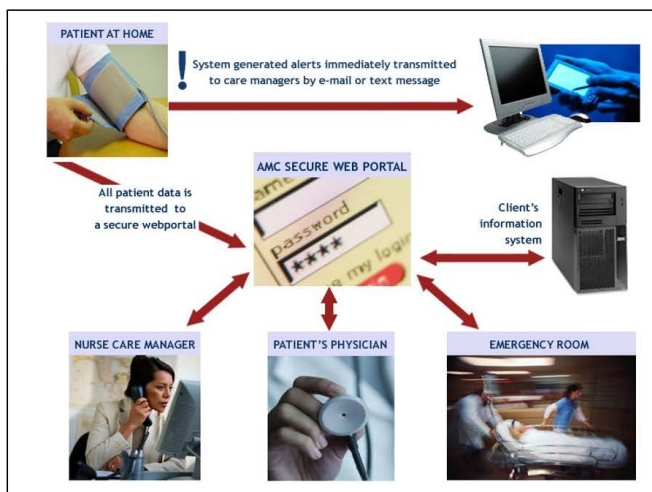 PATIENT AT HOME
System generated alerts immediately transmitted
to care managers by e-mail or text message
AMC SECURE WEB PORTAL
All patient data is
transmitted to
a secure webportal
password
****
my login
Client's
information
system
NURSE CARE MANAGER
PATIENT'S PHYSICIAN
EMERGENCY ROOM